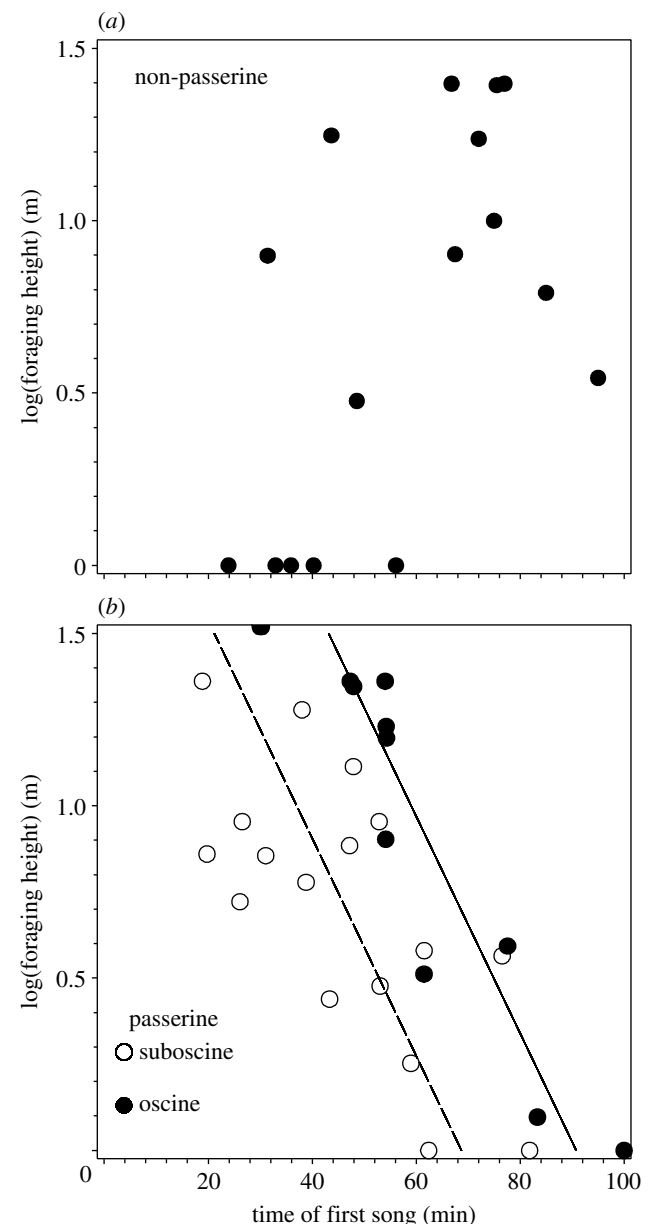 (a)
1.5
non-passerine
1.0
log(foraging height) (m)
0.5
0
(b)
1.5
1.0
log(foraging height) (m)
0.5
passerine
suboscine
oscine
0 20 40 60 80 100
time of first song (min)